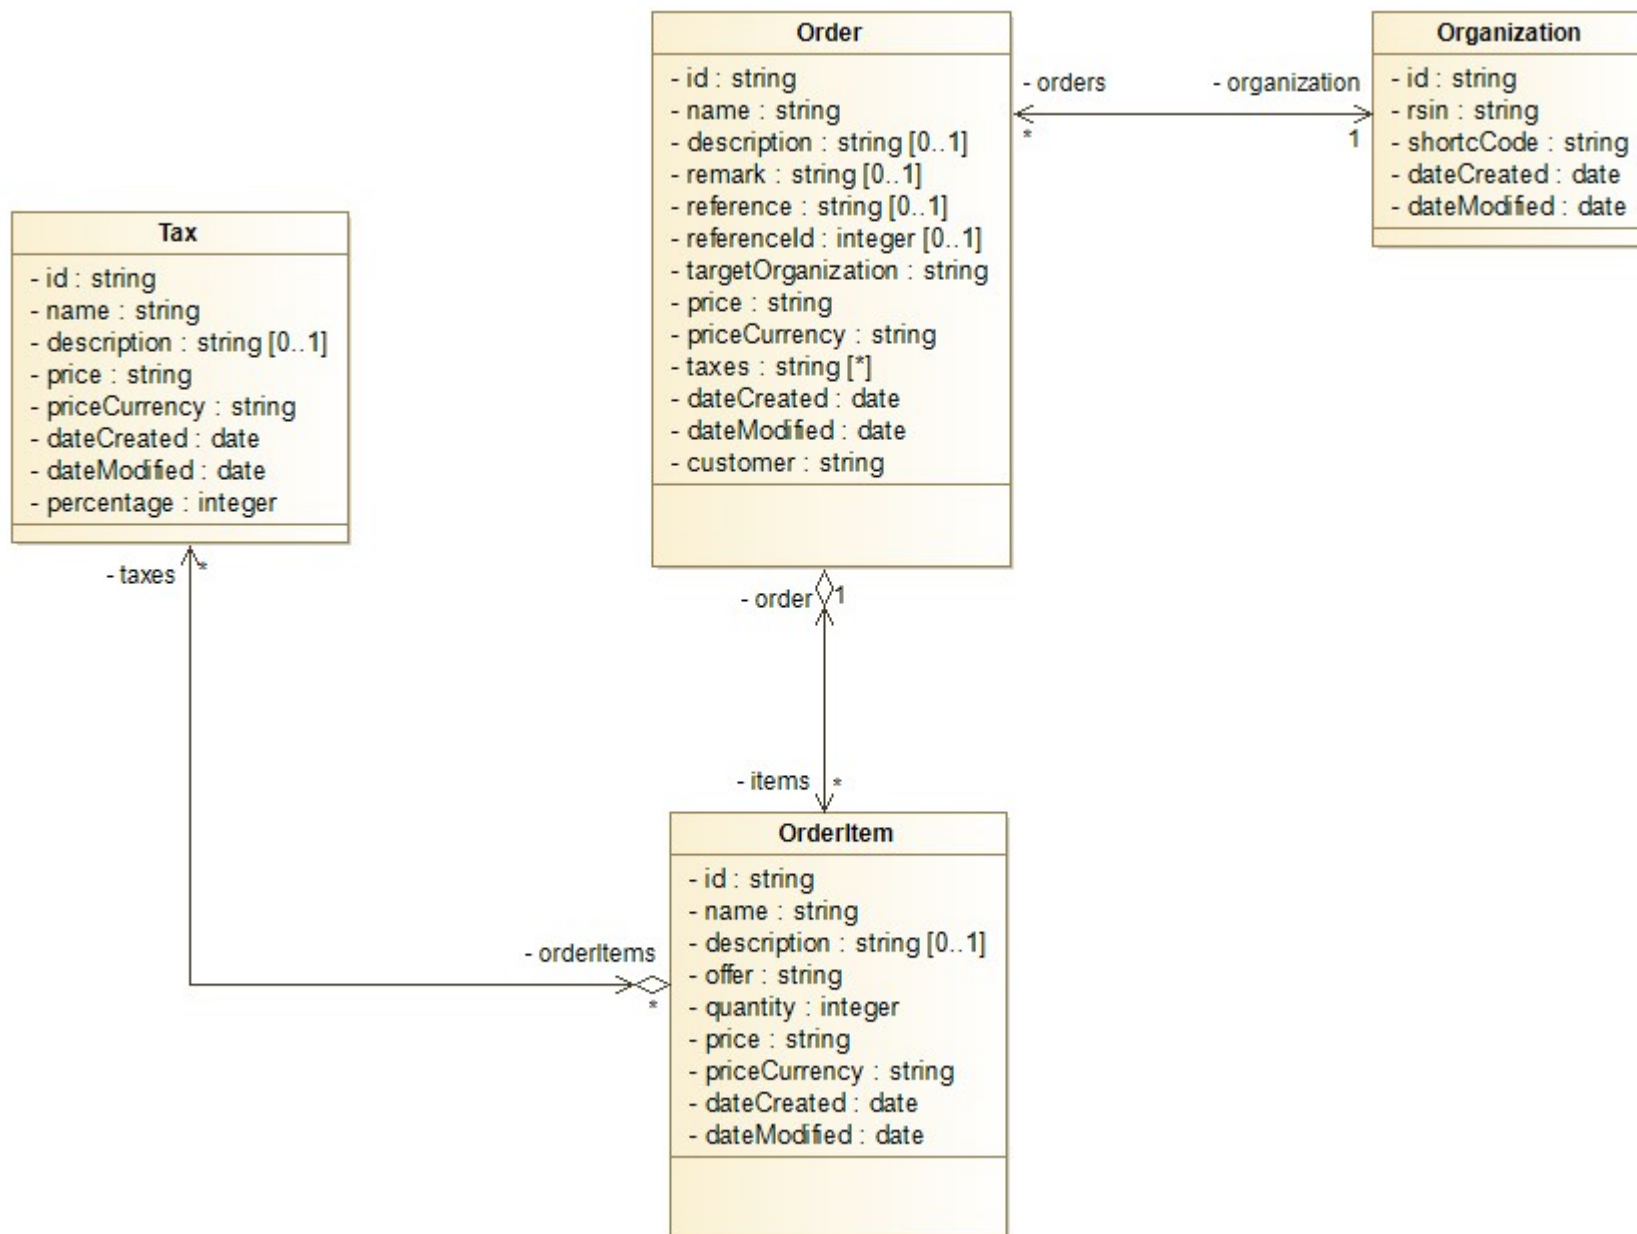 Order
- id : string
- name : string
- description : string [0..1]
- remark : string [0..1]
- reference : string [0..1]
- referenceId : integer [0..1]
- targetOrganization : string
- price : string
- priceCurrency : string
- taxes : string [*]
- dateCreated : date
- dateModified : date
- customer : string
- orders
*
- organization
1
Organization
- id : string
- rsin : string
- shortcCode : string
- dateCreated : date
- dateModified : date
Tax
- id : string
- name : string
- description : string [0..1]
- price : string
- priceCurrency : string
- dateCreated : date
- dateModified : date
- percentage : integer
- taxes
*
- order
1
- items
*
- orderItems
*
OrderItem
- id : string
- name : string
- description : string [0..1]
- offer : string
- quantity : integer
- price : string
- priceCurrency : string
- dateCreated : date
- dateModified : date